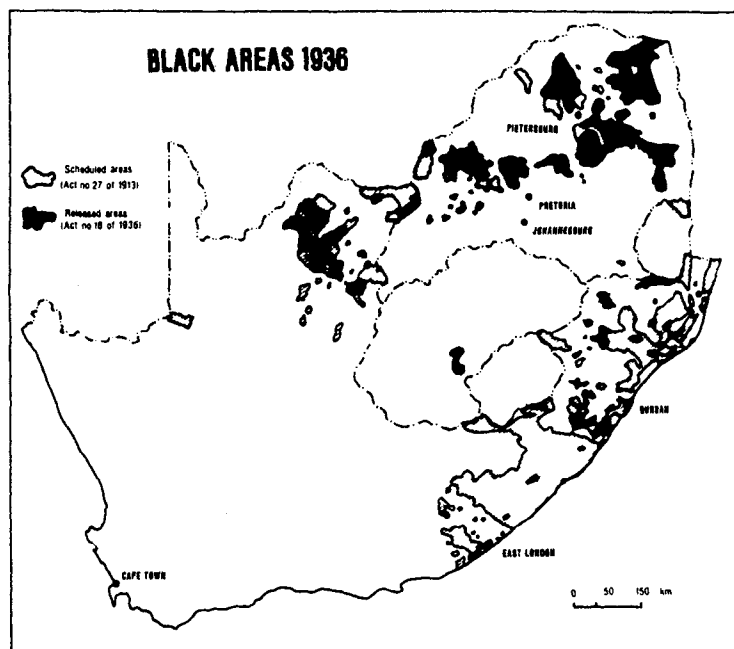 BLACK AREAS 1936
Scheduled areas
(Act no 27 of 1913)
Released areas
(Act no 18 of 1936)
PIETERSBURG
PRETORIA
JOHANNESBURG
DURBAN
EAST LONDON
CAPE TOWN
0 50 150 km